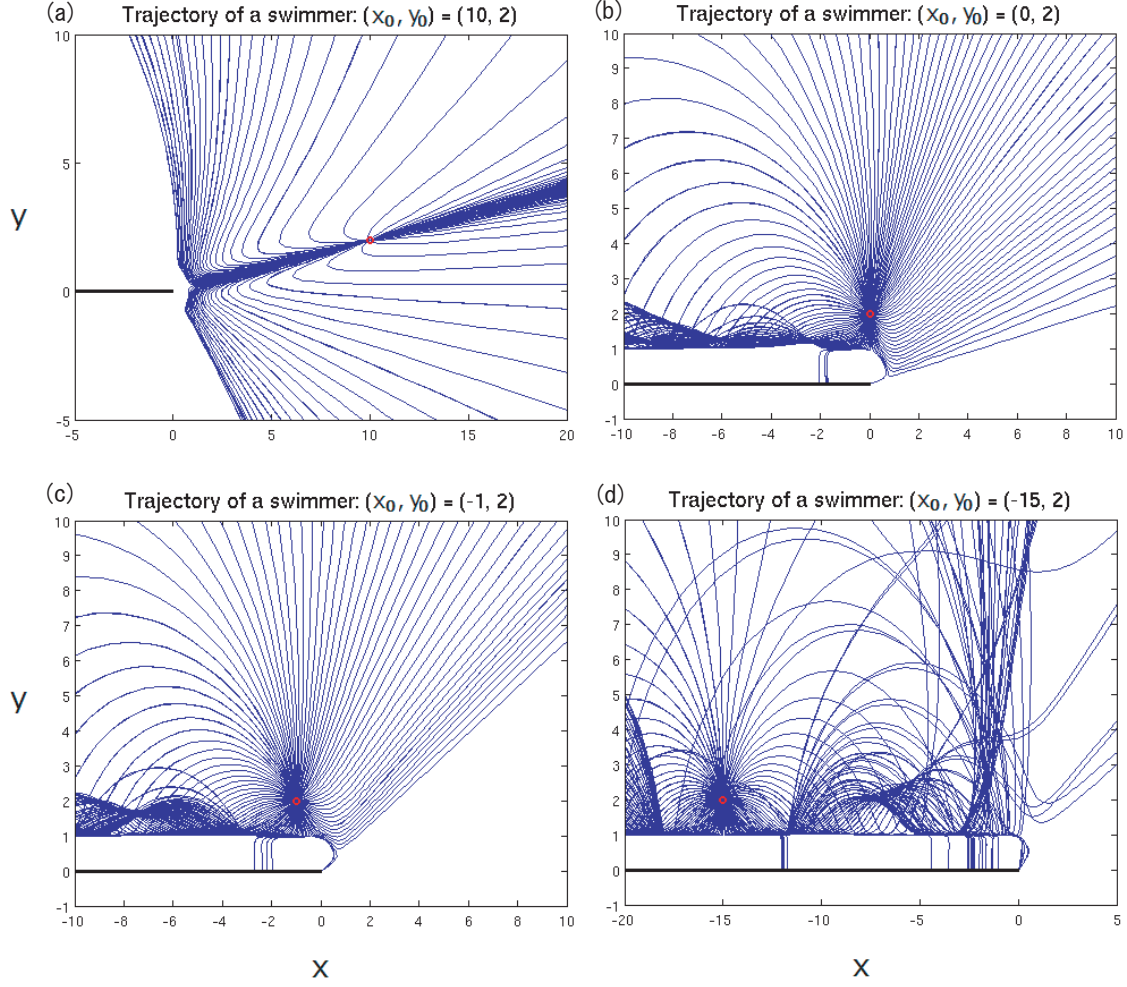 (a)
Trajectory of a swimmer: (x₀, y₀) = (10, 2)
10
5
0
-5
-5 0 5 10 15 20
(b)
Trajectory of a swimmer: (x₀, y₀) = (0, 2)
10
9
8
7
6
5
4
3
2
1
0
-1
-10 -8 -6 -4 -2 0 2 4 6 8 10
y
(c)
Trajectory of a swimmer: (x₀, y₀) = (-1, 2)
10
9
8
7
6
5
4
3
2
1
0
-1
-10 -8 -6 -4 -2 0 2 4 6 8 10
(d)
Trajectory of a swimmer: (x₀, y₀) = (-15, 2)
10
9
8
7
6
5
4
3
2
1
0
-1
-20 -15 -10 -5 0 5
y
x
x